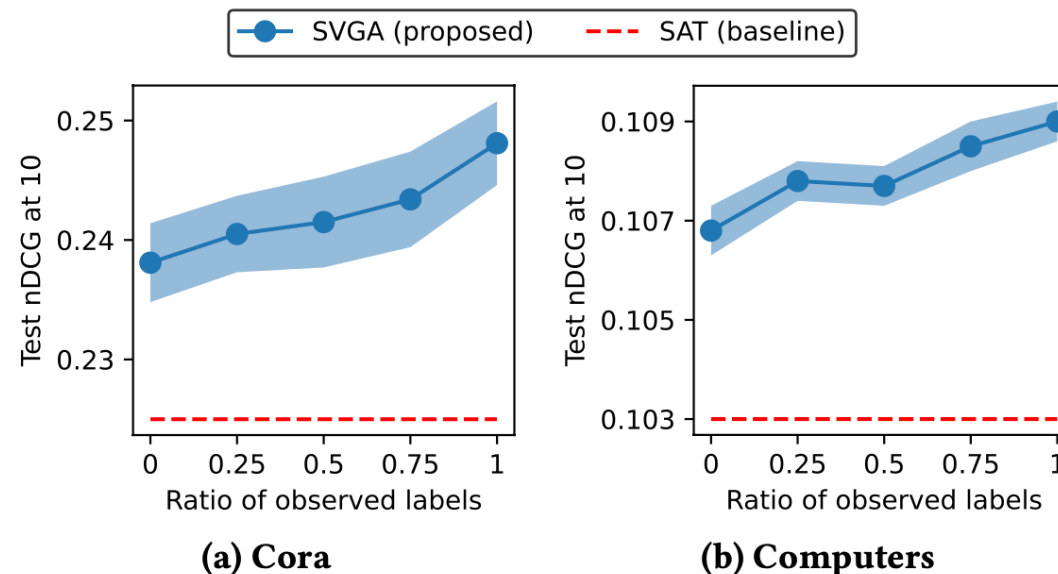 SVGA (proposed)
SAT (baseline)
Test nDCG at 10
0.25
0.24
0.23
0 0.25 0.5 0.75 1
Ratio of observed labels
(a) Cora
Test nDCG at 10
0.109
0.107
0.105
0.103
0 0.25 0.5 0.75 1
Ratio of observed labels
(b) Computers